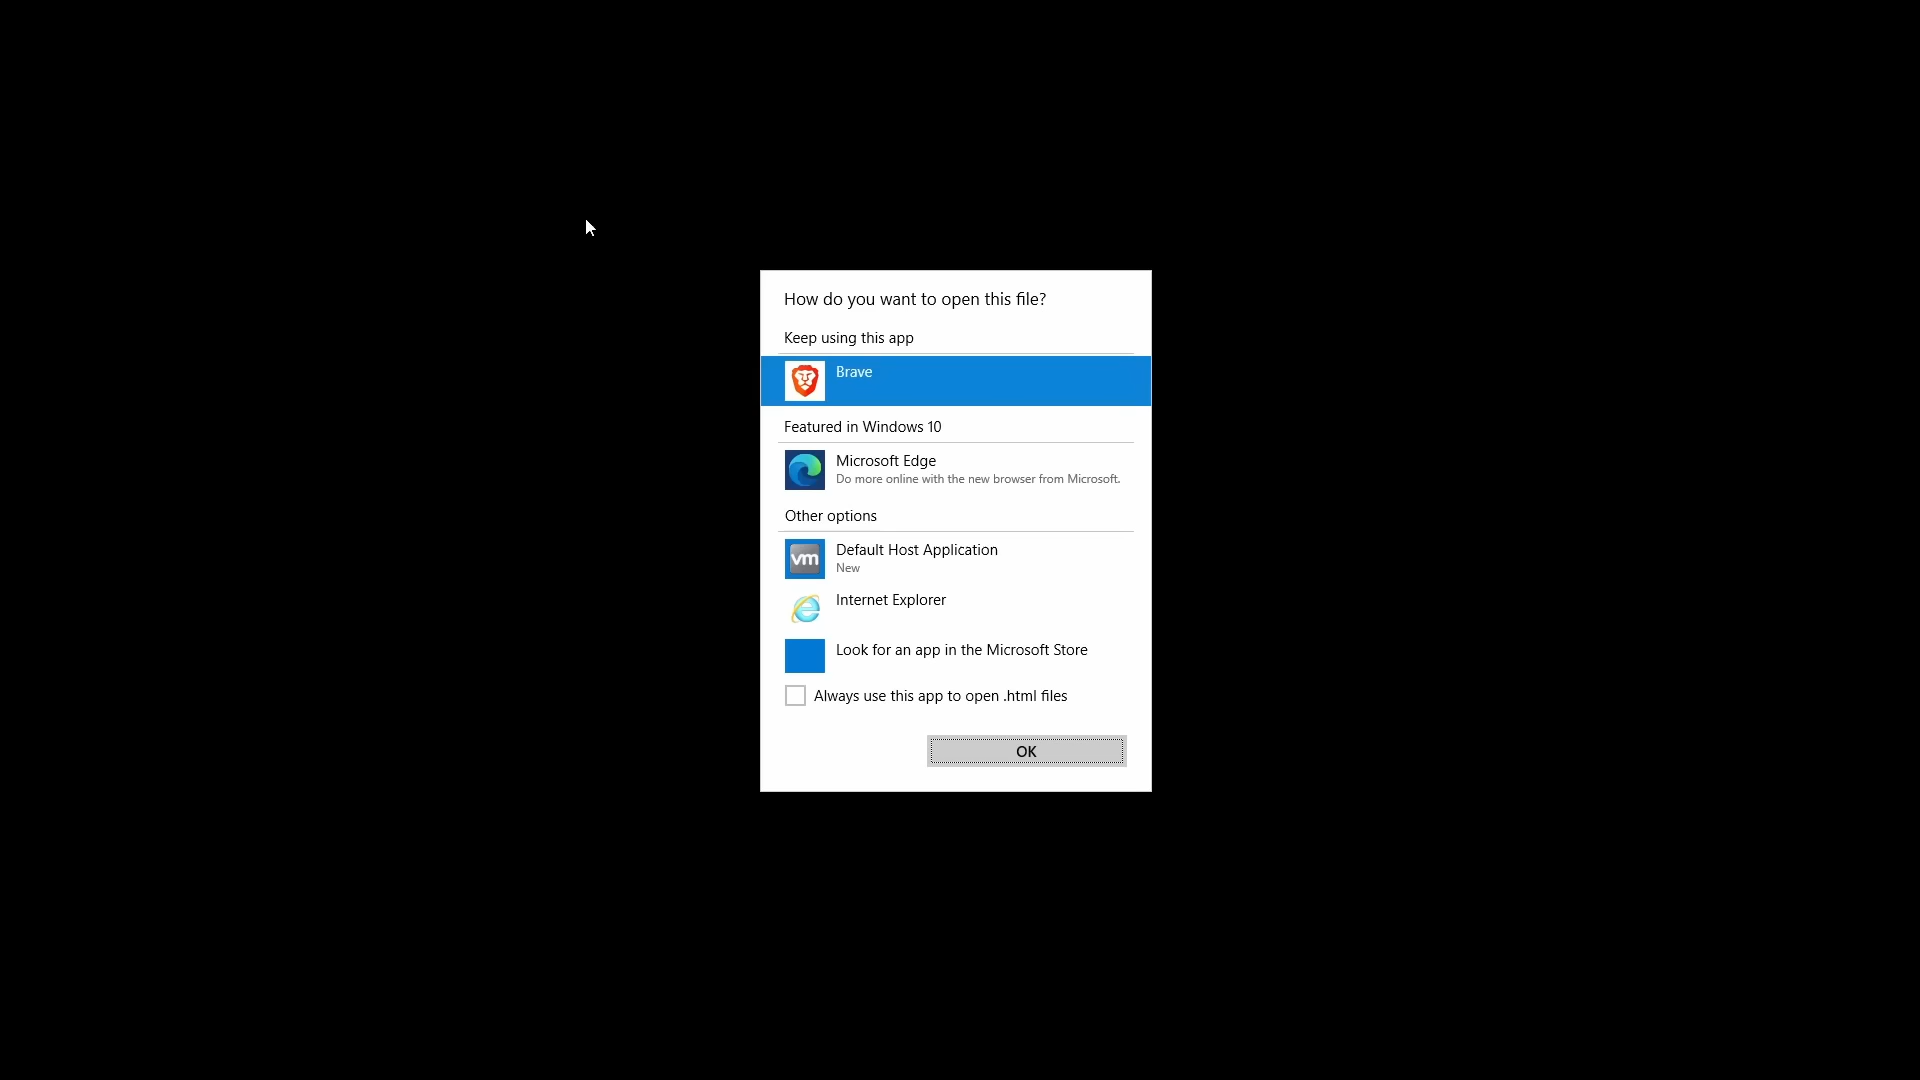 How do you want to open this file?
Keep using this app
Brave
Featured in Windows 10
Microsoft Edge
Do more online with the new browser from Microsoft.
Other options
vm
Default Host Application
New
Internet Explorer
Look for an app in the Microsoft Store
Always use this app to open .html files
OK